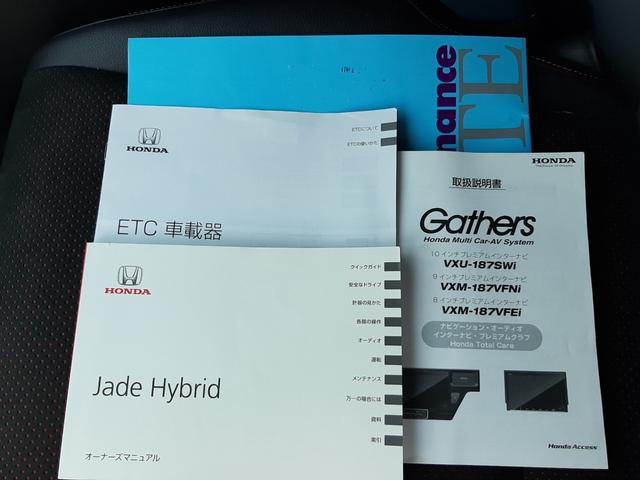 nance
TE
HONDA
ETCについて
ETCの使いかた
ETC 車載器
HONDA
The Power of Dreams
取扱説明書
Gathers
Honda Multi Car-AV System
10インチプレミアムインターナビ
VXU-187SWi
9インチプレミアムインターナビ
VXM-187VFNi
8インチプレミアムインターナビ
VXM-187VFEi
ナビゲーション・オーディオ
インターナビ・プレミアムクラブ
Honda Total Care
Honda Access
HONDA
クイックガイド
安全なドライブ
計器の見かた
各部の操作
オーディオ
運転
メンテナンス
万一の場合には
資料
索引
Jade Hybrid
オーナーズマニュアル